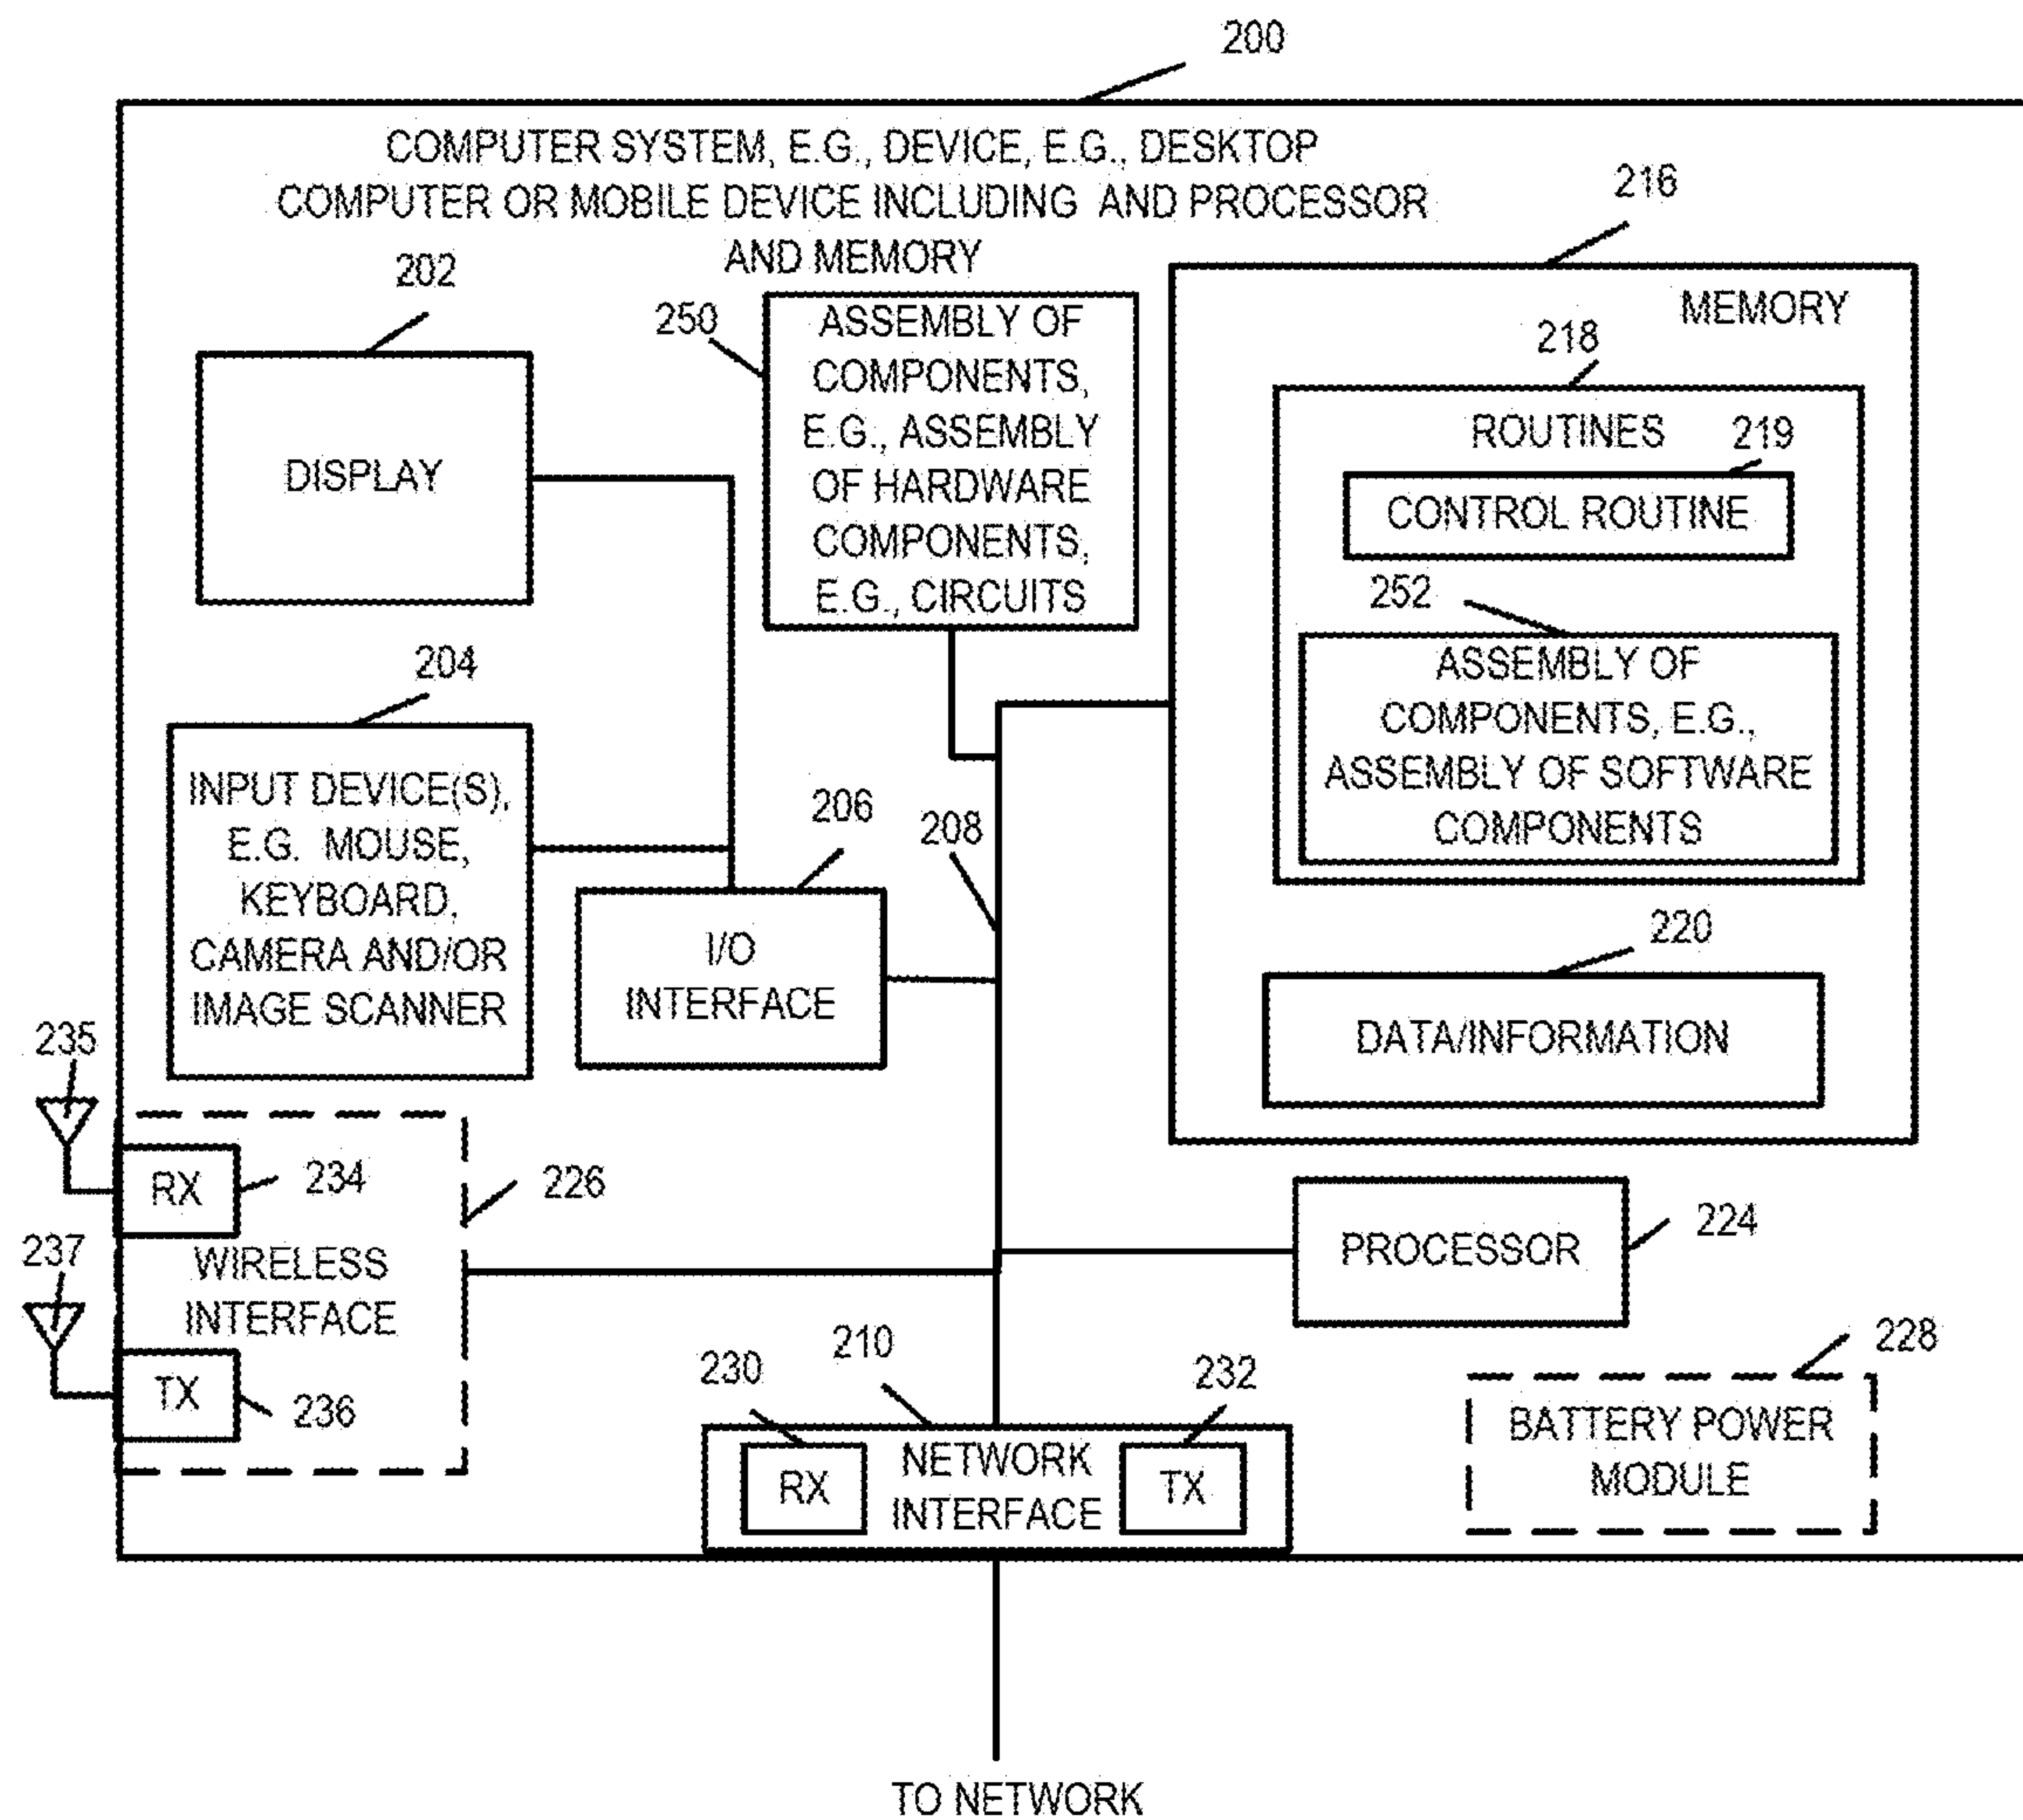 200
COMPUTER SYSTEM, E.G., DEVICE, E.G., DESKTOP
COMPUTER OR MOBILE DEVICE INCLUDING AND PROCESSOR
AND MEMORY
202
DISPLAY
250
ASSEMBLY OF
COMPONENTS,
E.G., ASSEMBLY
OF HARDWARE
COMPONENTS,
E.G., CIRCUITS
216
MEMORY
218
ROUTINES
219
CONTROL ROUTINE
252
ASSEMBLY OF
COMPONENTS, E.G.,
ASSEMBLY OF SOFTWARE
COMPONENTS
220
DATA/INFORMATION
204
INPUT DEVICE(S),
E.G. MOUSE,
KEYBOARD,
CAMERA AND/OR
IMAGE SCANNER
206
I/O
INTERFACE
208
235
RX
234
226
237
WIRELESS
INTERFACE
TX
236
PROCESSOR
224
210
230
232
RX
NETWORK
INTERFACE
TX
228
BATTERY POWER
MODULE
TO NETWORK